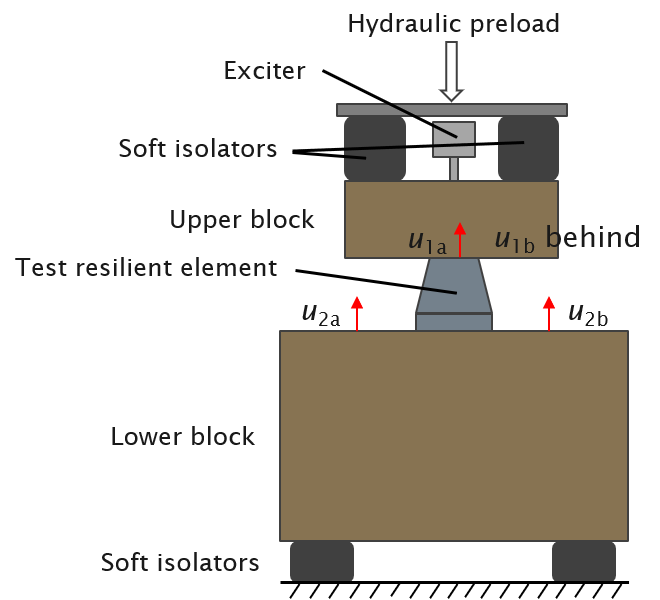 Hydraulic preload
Exciter
Soft isolators
Upper block
u1a
u1b behind
Test resilient element
u2a
u2b
Lower block
Soft isolators